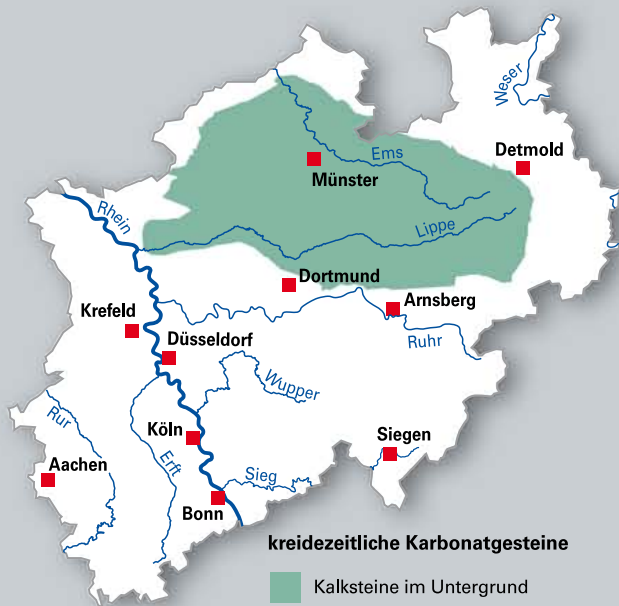 Weser
Ems
Detmold
Münster
Rhein
Lippe
Dortmund
Arnsberg
Krefeld
Düsseldorf
Ruhr
Wupper
Rur
Köln
Siegen
Erft
Aachen
Sieg
Bonn
kreidezeitliche Karbonatgesteine
Kalksteine im Untergrund